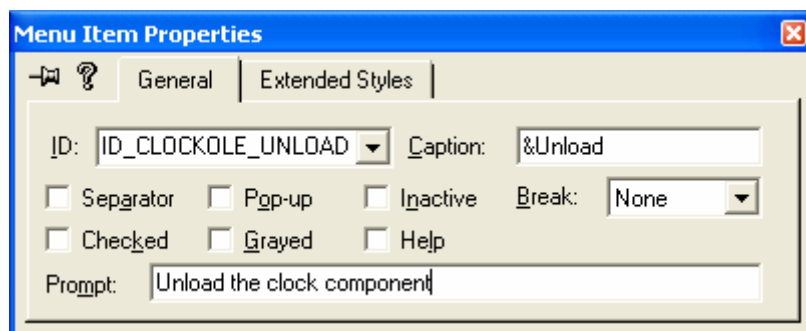 Menu Item Properties
General Extended Styles
ID: ID_CLOCKOLE_UNLOAD Caption: &Unload
Separator Pop-up Inactive Break: None
Checked Grayed Help
Prompt: Unload the clock component